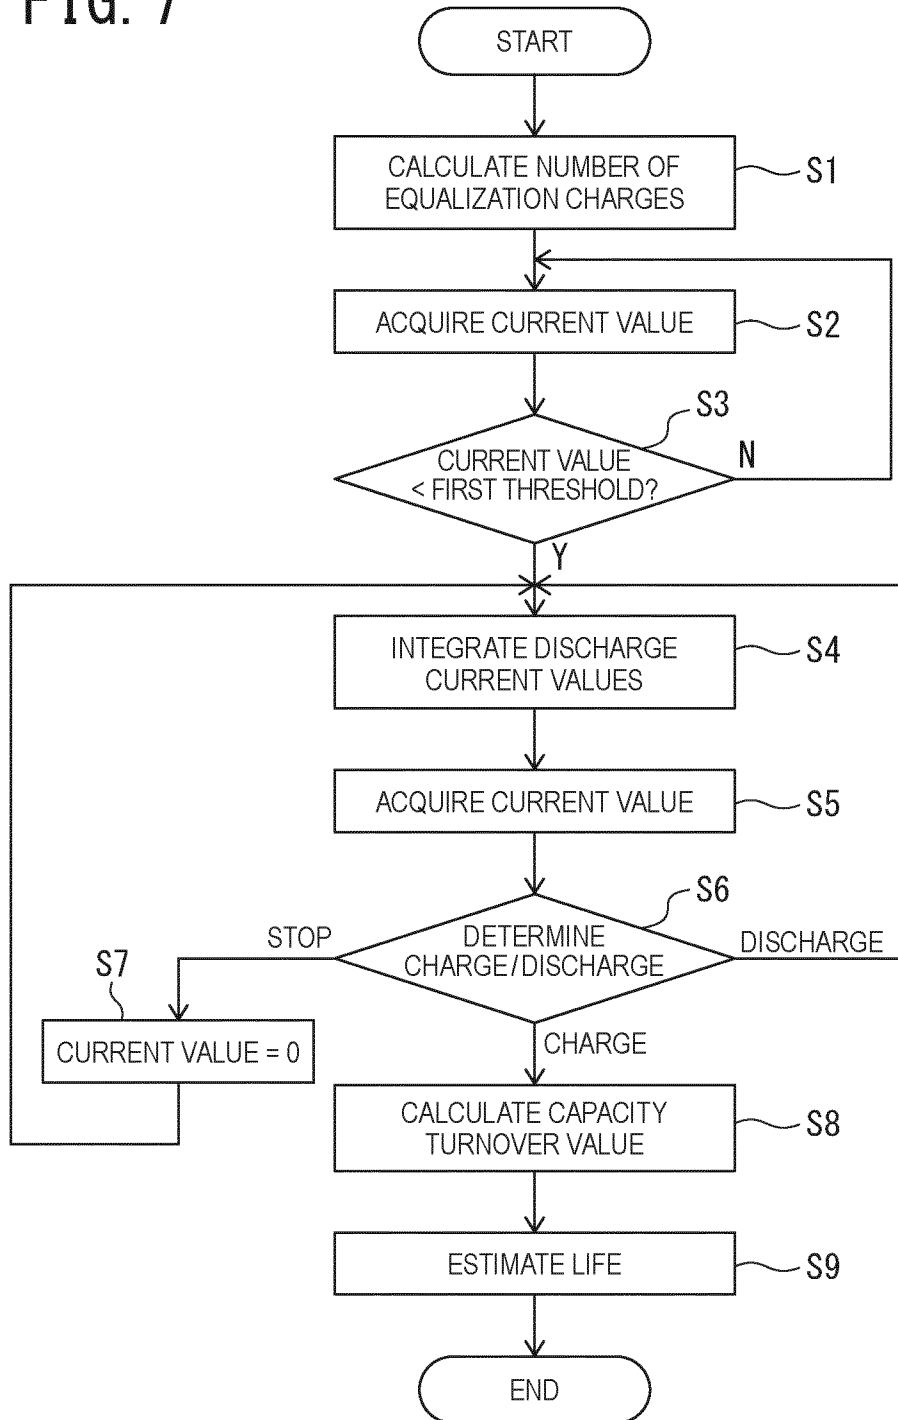 FIG. 7
START
CALCULATE NUMBER OF
EQUALIZATION CHARGES
S1
ACQUIRE CURRENT VALUE
S2
S3
CURRENT VALUE
< FIRST THRESHOLD?
N
Y
INTEGRATE DISCHARGE
CURRENT VALUES
S4
ACQUIRE CURRENT VALUE
S5
S6
DETERMINE
CHARGE/DISCHARGE
STOP
DISCHARGE
S7
CURRENT VALUE = 0
CHARGE
CALCULATE CAPACITY
TURNOVER VALUE
S8
ESTIMATE LIFE
S9
END